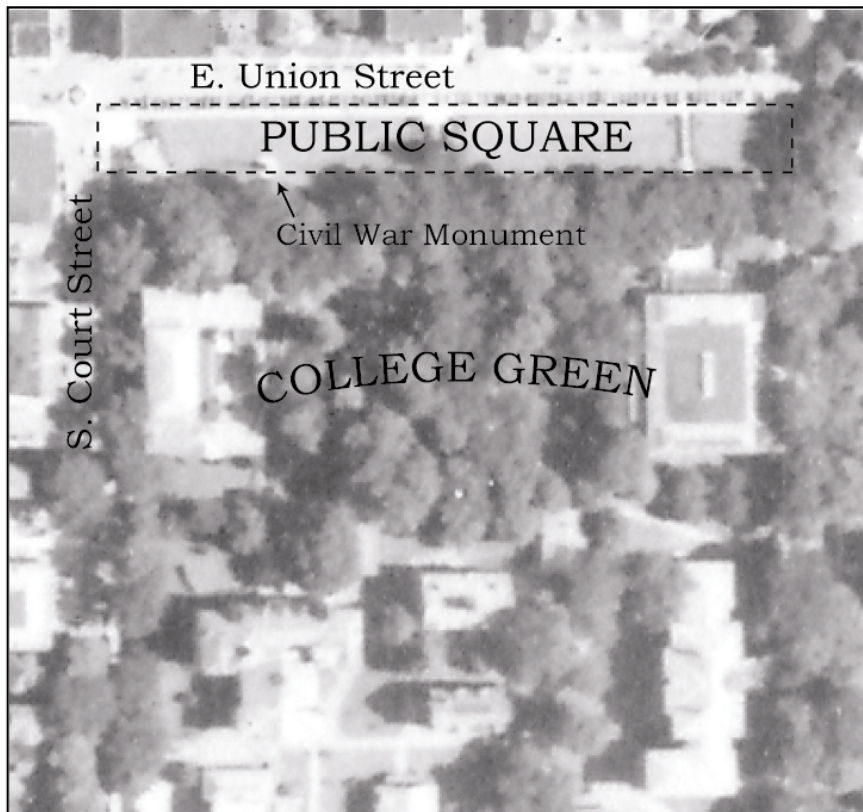 E. Union Street
PUBLIC SQUARE
Civil War Monument
S. Court Street
COLLEGE GREEN